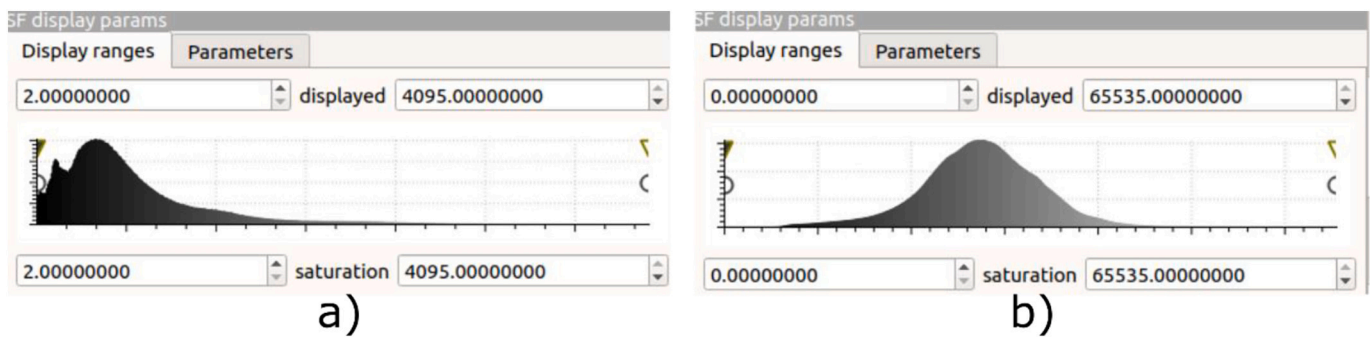 SF display params
Display ranges Parameters
2.00000000 displayed 4095.00000000
2.00000000 saturation 4095.00000000
a)
SF display params
Display ranges Parameters
0.00000000 displayed 65535.00000000
0.00000000 saturation 65535.00000000
b)